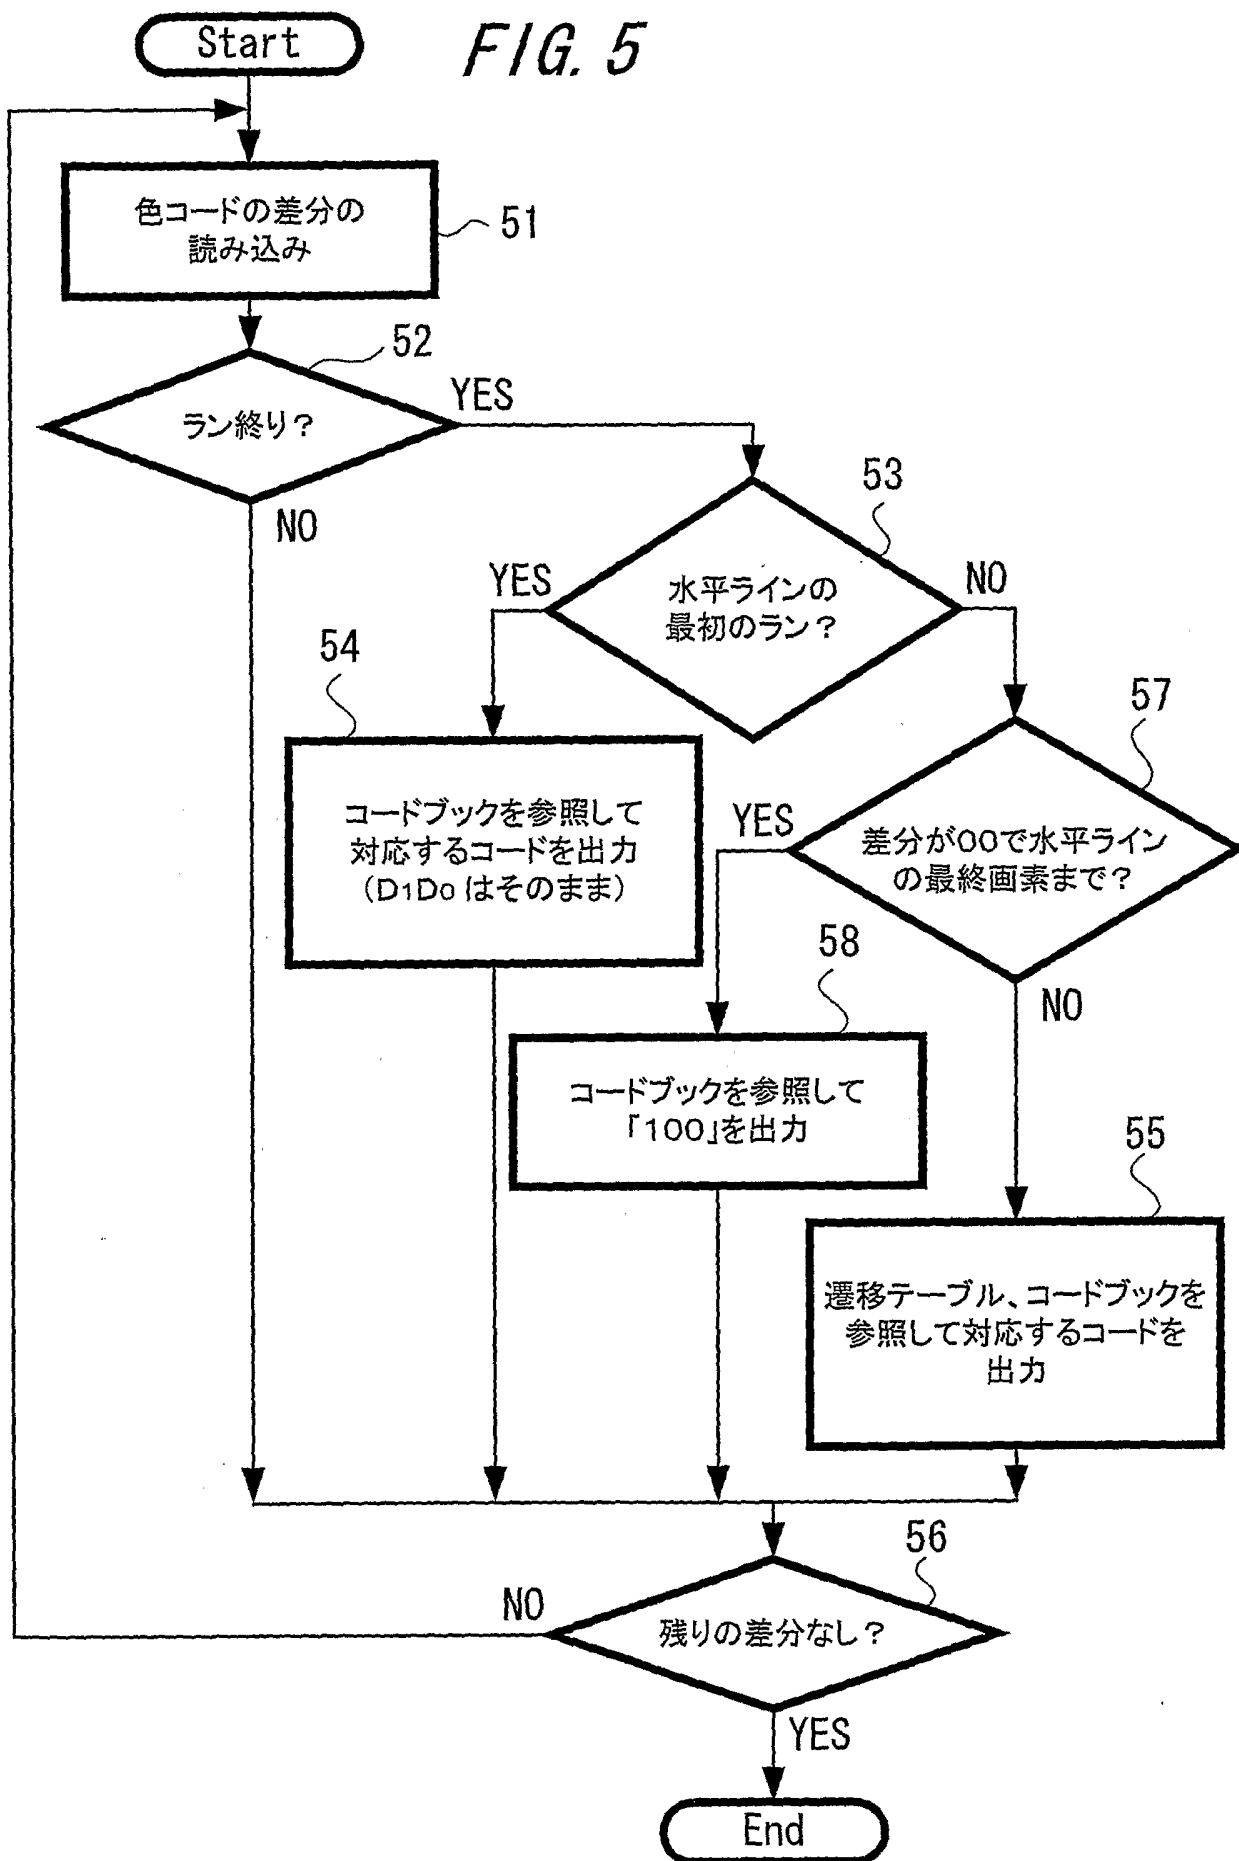 Start
FIG. 5
色コードの差分の
読み込み
51
52
ラン終り？
YES
NO
53
水平ラインの
最初のラン？
YES
NO
54
コードブックを参照して
対応するコードを出力
(D1D0 はそのまま)
57
差分が00で水平ライン
の最終画素まで？
YES
NO
58
コードブックを参照して
「100」を出力
55
遷移テーブル、コードブックを
参照して対応するコードを
出力
56
残りの差分なし？
NO
YES
End